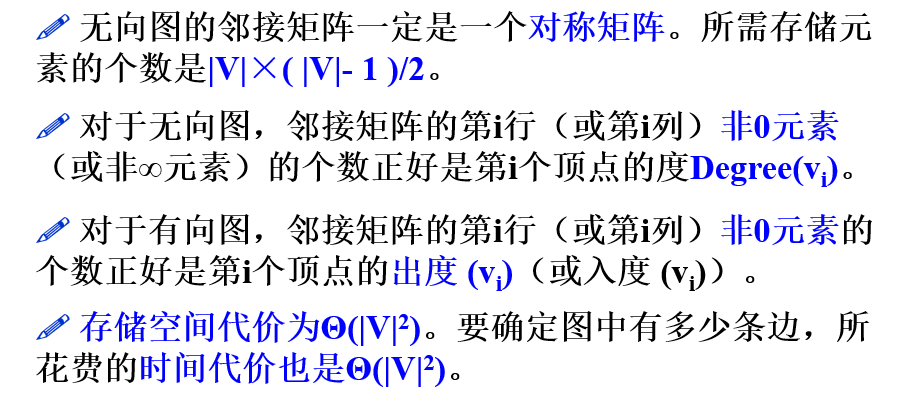 无向图的邻接矩阵一定是一个对称矩阵。所需存储元
素的个数是|V|×( |V|- 1 )/2。
对于无向图，邻接矩阵的第i行（或第i列）非0元素
（或非∞元素）的个数正好是第i个顶点的度Degree(vi)。
对于有向图，邻接矩阵的第i行（或第i列）非0元素的
个数正好是第i个顶点的出度 (vi)（或入度 (vi)）。
存储空间代价为Θ(|V|²)。要确定图中有多少条边，所
花费的时间代价也是Θ(|V|²)。